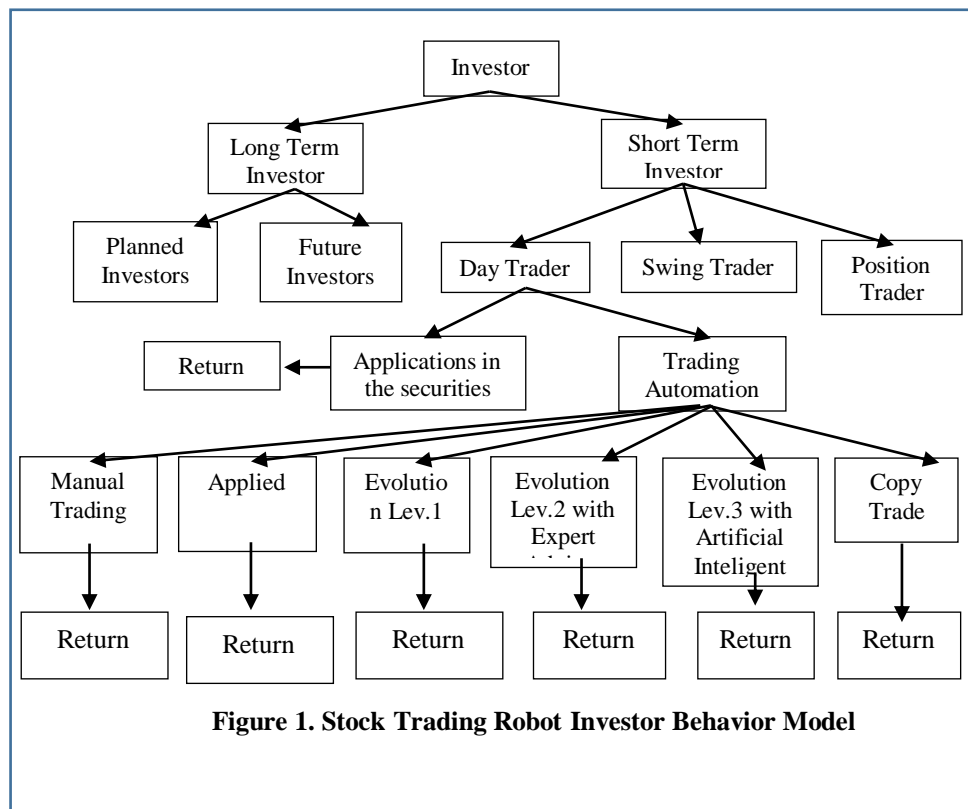 Investor
Long Term
Investor
Short Term
Investor
Planned
Investors
Future
Investors
Day Trader
Swing Trader
Position
Trader
Return
Applications in
the securities
Trading
Automation
Manual
Trading
Applied
Evolutio
n Lev.1
Evolution
Lev.2 with
Expert
Evolution
Lev.3 with
Artificial
Inteligent
Copy
Trade
Return
Return
Return
Return
Return
Return
Figure 1. Stock Trading Robot Investor Behavior Model